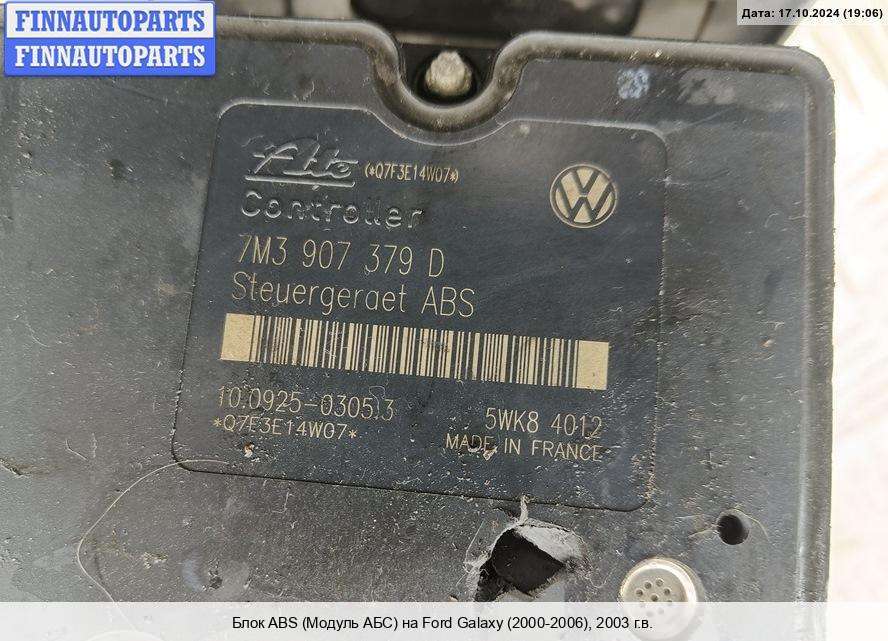 FINNAUTOPARTS
FINNAUTOPARTS
Дата: 17.10.2024 (19:06)
Ate (*Q7F3E14W07*)
Controller
7M3 907 379 D
Steuergeraet ABS
10.0925-0305.3
5WK8 4012
*Q7F3E14W07*
MADE IN FRANCE
Блок ABS (Модуль АБС) на Ford Galaxy (2000-2006), 2003 г.в.